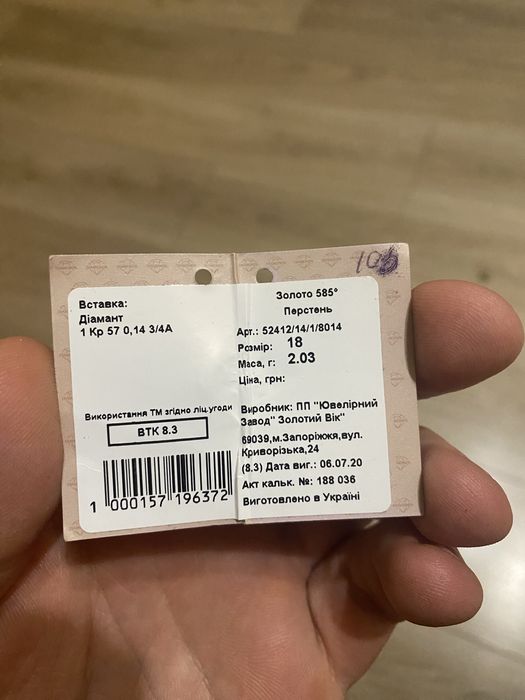 Вставка:
Діамант
1 Кр 57 0,14 3/4А
Використання ТМ згідно ліц.угоди
ВТК 8.3
1 000157 196372
Золото 585°
Перстень
Арт.: 52412/14/1/8014
Розмір: 18
Маса, г: 2.03
Ціна, грн:
Виробник: ПП "Ювелірний
Завод" Золотий Вік"
69039,м.Запоріжжя,вул.
Криворізька,24
(8.3) Дата виг.: 06.07.20
Акт кальк. №: 188 036
Виготовлено в Україні